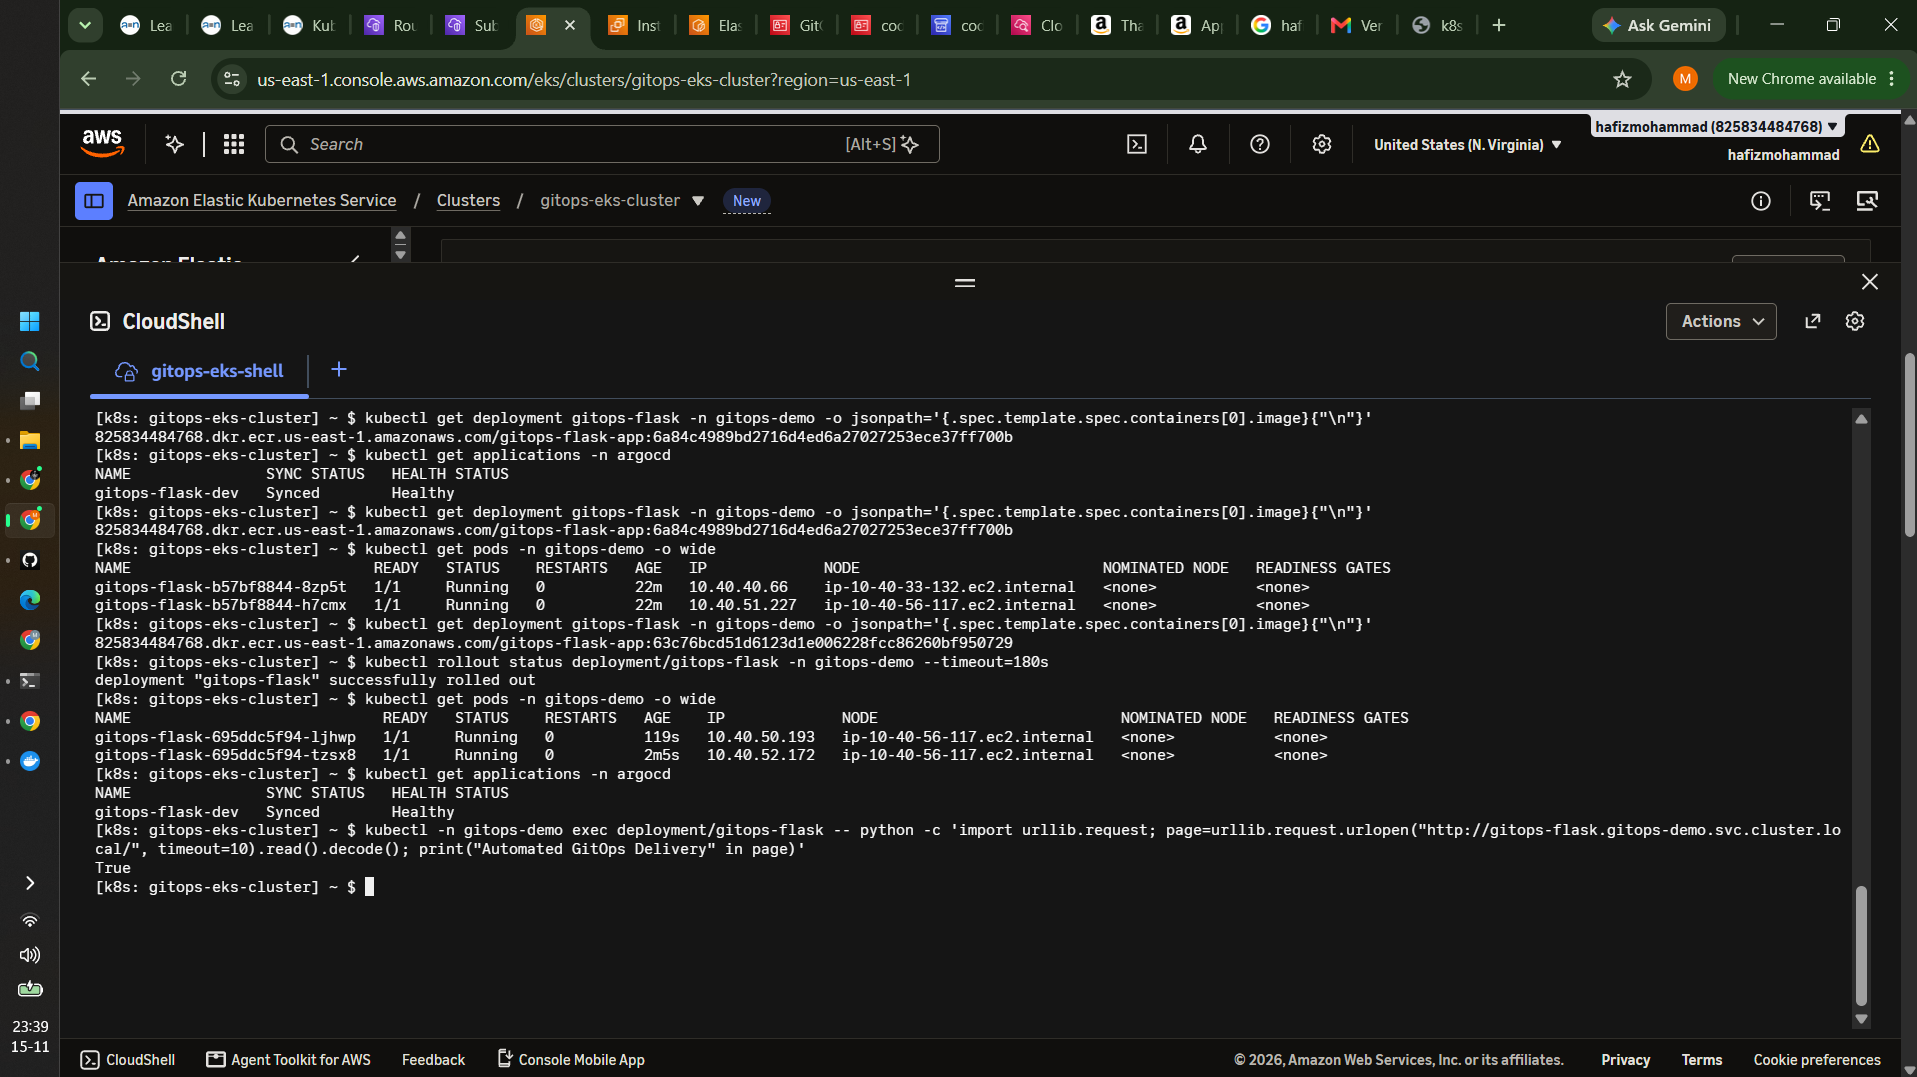 Lea
Lea
Kub
Rou
Sub
Inst
Elas
Git
coo
coo
Clo
Tha
App
haf
Ver
k8s
Ask Gemini
us-east-1.console.aws.amazon.com/eks/clusters/gitops-eks-cluster?region=us-east-1
M
New Chrome available
aws
Search
[Alt+S]
United States (N. Virginia)
hafizmohammad (825834484768)
hafizmohammad
Amazon Elastic Kubernetes Service / Clusters / gitops-eks-cluster
New
Amazon Elastic
CloudShell
Actions
gitops-eks-shell
[k8s: gitops-eks-cluster] ~ $ kubectl get deployment gitops-flask -n gitops-demo -o jsonpath='{.spec.template.spec.containers[0].image}{"\n"}'
825834484768.dkr.ecr.us-east-1.amazonaws.com/gitops-flask-app:6a84c4989bd2716d4ed6a27027253ece37ff700b
[k8s: gitops-eks-cluster] ~ $ kubectl get applications -n argocd
NAME SYNC STATUS HEALTH STATUS
gitops-flask-dev Synced Healthy
[k8s: gitops-eks-cluster] ~ $ kubectl get deployment gitops-flask -n gitops-demo -o jsonpath='{.spec.template.spec.containers[0].image}{"\n"}'
825834484768.dkr.ecr.us-east-1.amazonaws.com/gitops-flask-app:6a84c4989bd2716d4ed6a27027253ece37ff700b
[k8s: gitops-eks-cluster] ~ $ kubectl get pods -n gitops-demo -o wide
NAME READY STATUS RESTARTS AGE IP NODE NOMINATED NODE READINESS GATES
gitops-flask-b57bf8844-8zp5t 1/1 Running 0 22m 10.40.40.66 ip-10-40-33-132.ec2.internal <none> <none>
gitops-flask-b57bf8844-h7cmx 1/1 Running 0 22m 10.40.51.227 ip-10-40-56-117.ec2.internal <none> <none>
[k8s: gitops-eks-cluster] ~ $ kubectl get deployment gitops-flask -n gitops-demo -o jsonpath='{.spec.template.spec.containers[0].image}{"\n"}'
825834484768.dkr.ecr.us-east-1.amazonaws.com/gitops-flask-app:63c76bcd51d6123d1e006228fcc86260bf950729
[k8s: gitops-eks-cluster] ~ $ kubectl rollout status deployment/gitops-flask -n gitops-demo --timeout=180s
deployment "gitops-flask" successfully rolled out
[k8s: gitops-eks-cluster] ~ $ kubectl get pods -n gitops-demo -o wide
NAME READY STATUS RESTARTS AGE IP NODE NOMINATED NODE READINESS GATES
gitops-flask-695ddc5f94-ljhwp 1/1 Running 0 119s 10.40.50.193 ip-10-40-56-117.ec2.internal <none> <none>
gitops-flask-695ddc5f94-tzsx8 1/1 Running 0 2m5s 10.40.52.172 ip-10-40-56-117.ec2.internal <none> <none>
[k8s: gitops-eks-cluster] ~ $ kubectl get applications -n argocd
NAME SYNC STATUS HEALTH STATUS
gitops-flask-dev Synced Healthy
[k8s: gitops-eks-cluster] ~ $ kubectl -n gitops-demo exec deployment/gitops-flask -- python -c 'import urllib.request; page=urllib.request.urlopen("http://gitops-flask.gitops-demo.svc.cluster.lo
cal/", timeout=10).read().decode(); print("Automated GitOps Delivery" in page)'
True
[k8s: gitops-eks-cluster] ~ $
23:39
15-11
CloudShell
Agent Toolkit for AWS
Feedback
Console Mobile App
© 2026, Amazon Web Services, Inc. or its affiliates.
Privacy
Terms
Cookie preferences